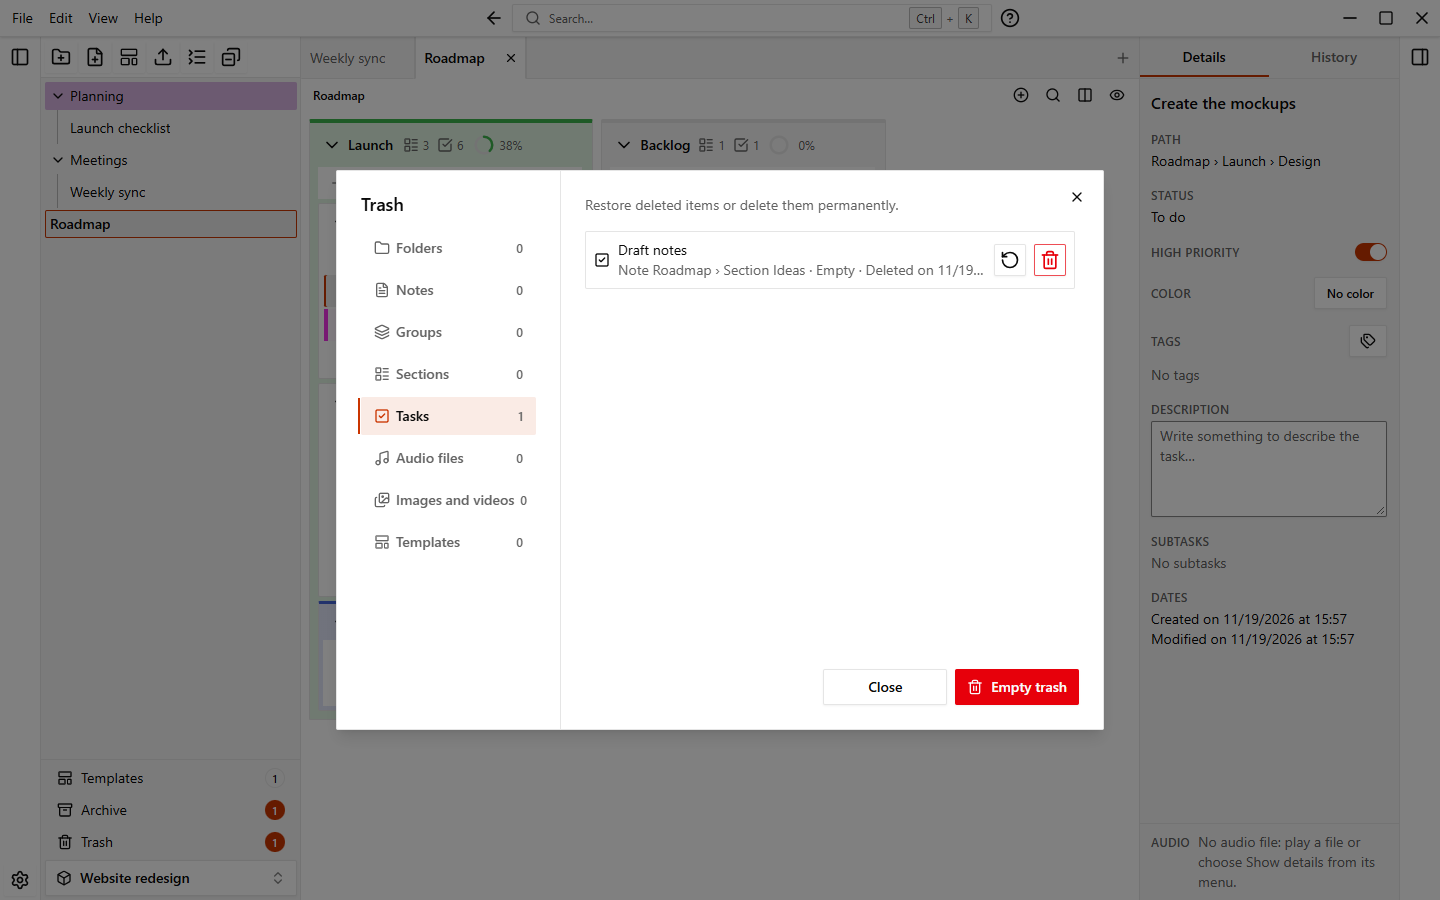 File Edit View Help
Search... Ctrl + K
Weekly sync
Roadmap
Details
History
Planning
Launch checklist
Meetings
Weekly sync
Roadmap
Roadmap
Launch 3 6 38%
Backlog 1 1 0%
Trash
Folders 0
Notes 0
Groups 0
Sections 0
Tasks 1
Audio files 0
Images and videos 0
Templates 0
Restore deleted items or delete them permanently.
Draft notes
Note Roadmap › Section Ideas · Empty · Deleted on 11/19...
Close
Empty trash
Create the mockups
PATH
Roadmap › Launch › Design
STATUS
To do
HIGH PRIORITY
COLOR No color
TAGS
No tags
DESCRIPTION
Write something to describe the
task...
SUBTASKS
No subtasks
DATES
Created on 11/19/2026 at 15:57
Modified on 11/19/2026 at 15:57
AUDIO No audio file: play a file or
choose Show details from its
menu.
Templates 1
Archive 1
Trash 1
Website redesign